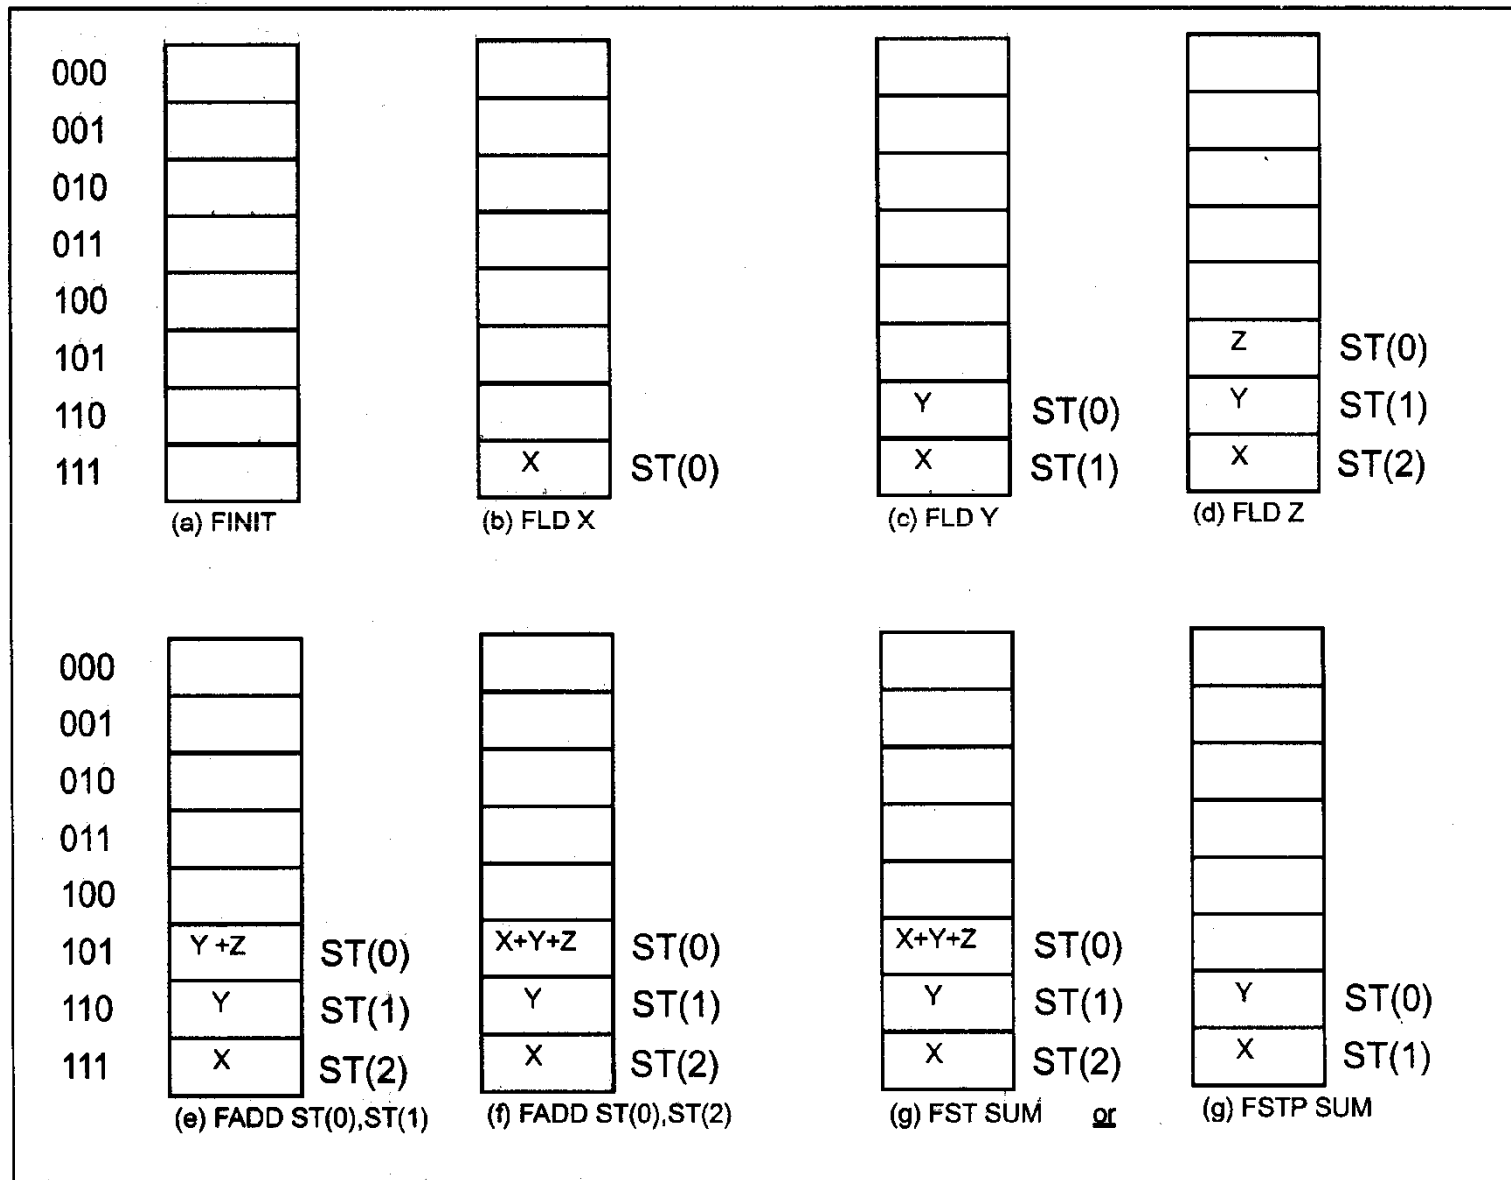 000
001
010
011
100
101 Z ST(0)
110 Y ST(0) Y ST(1)
111 X ST(0) X ST(1) X ST(2)
(a) FINIT (b) FLD X (c) FLD Y (d) FLD Z
000
001
010
011
100
101 Y +Z ST(0) X+Y+Z ST(0) X+Y+Z ST(0)
110 Y ST(1) Y ST(1) Y ST(1) Y ST(0)
111 X ST(2) X ST(2) X ST(2) X ST(1)
(e) FADD ST(0),ST(1) (f) FADD ST(0),ST(2) (g) FST SUM or (g) FSTP SUM